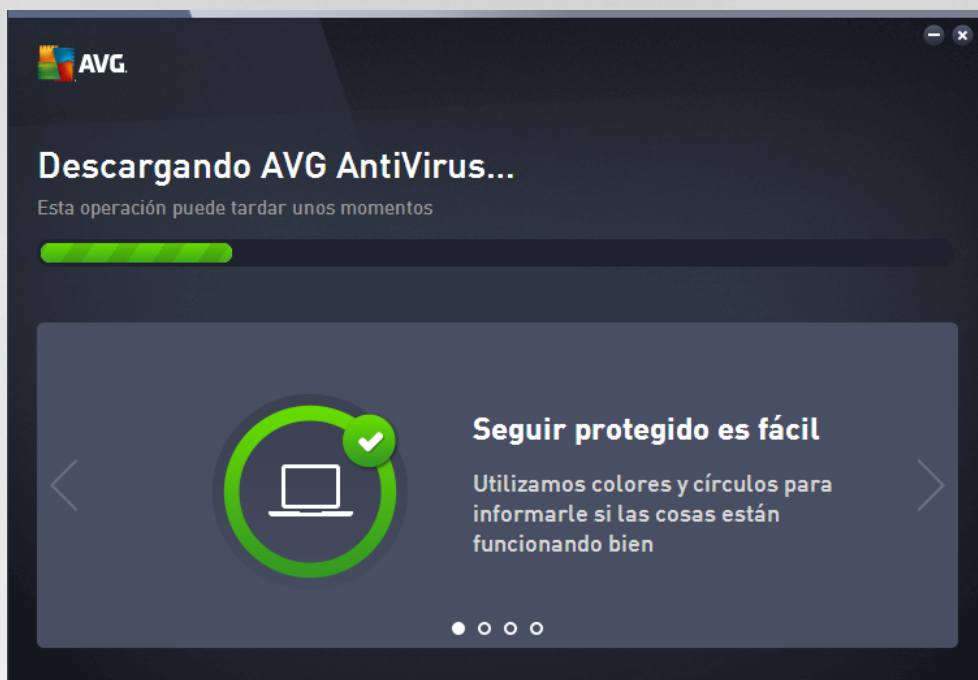 AVG.
Descargando AVG AntiVirus...
Esta operación puede tardar unos momentos
Seguir protegido es fácil
Utilizamos colores y círculos para
informarle si las cosas están
funcionando bien